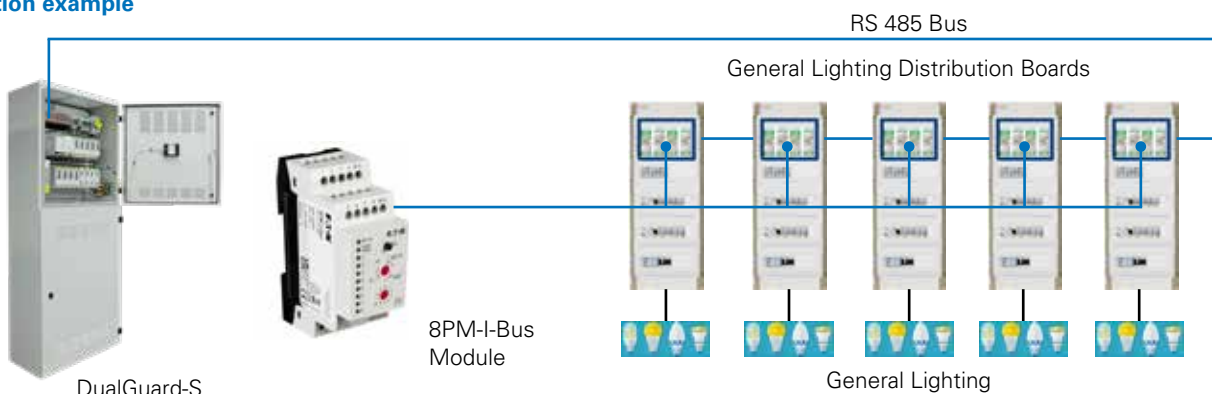 tion example
RS 485 Bus
General Lighting Distribution Boards
8PM-I-Bus
Module
DualGuard-S
General Lighting